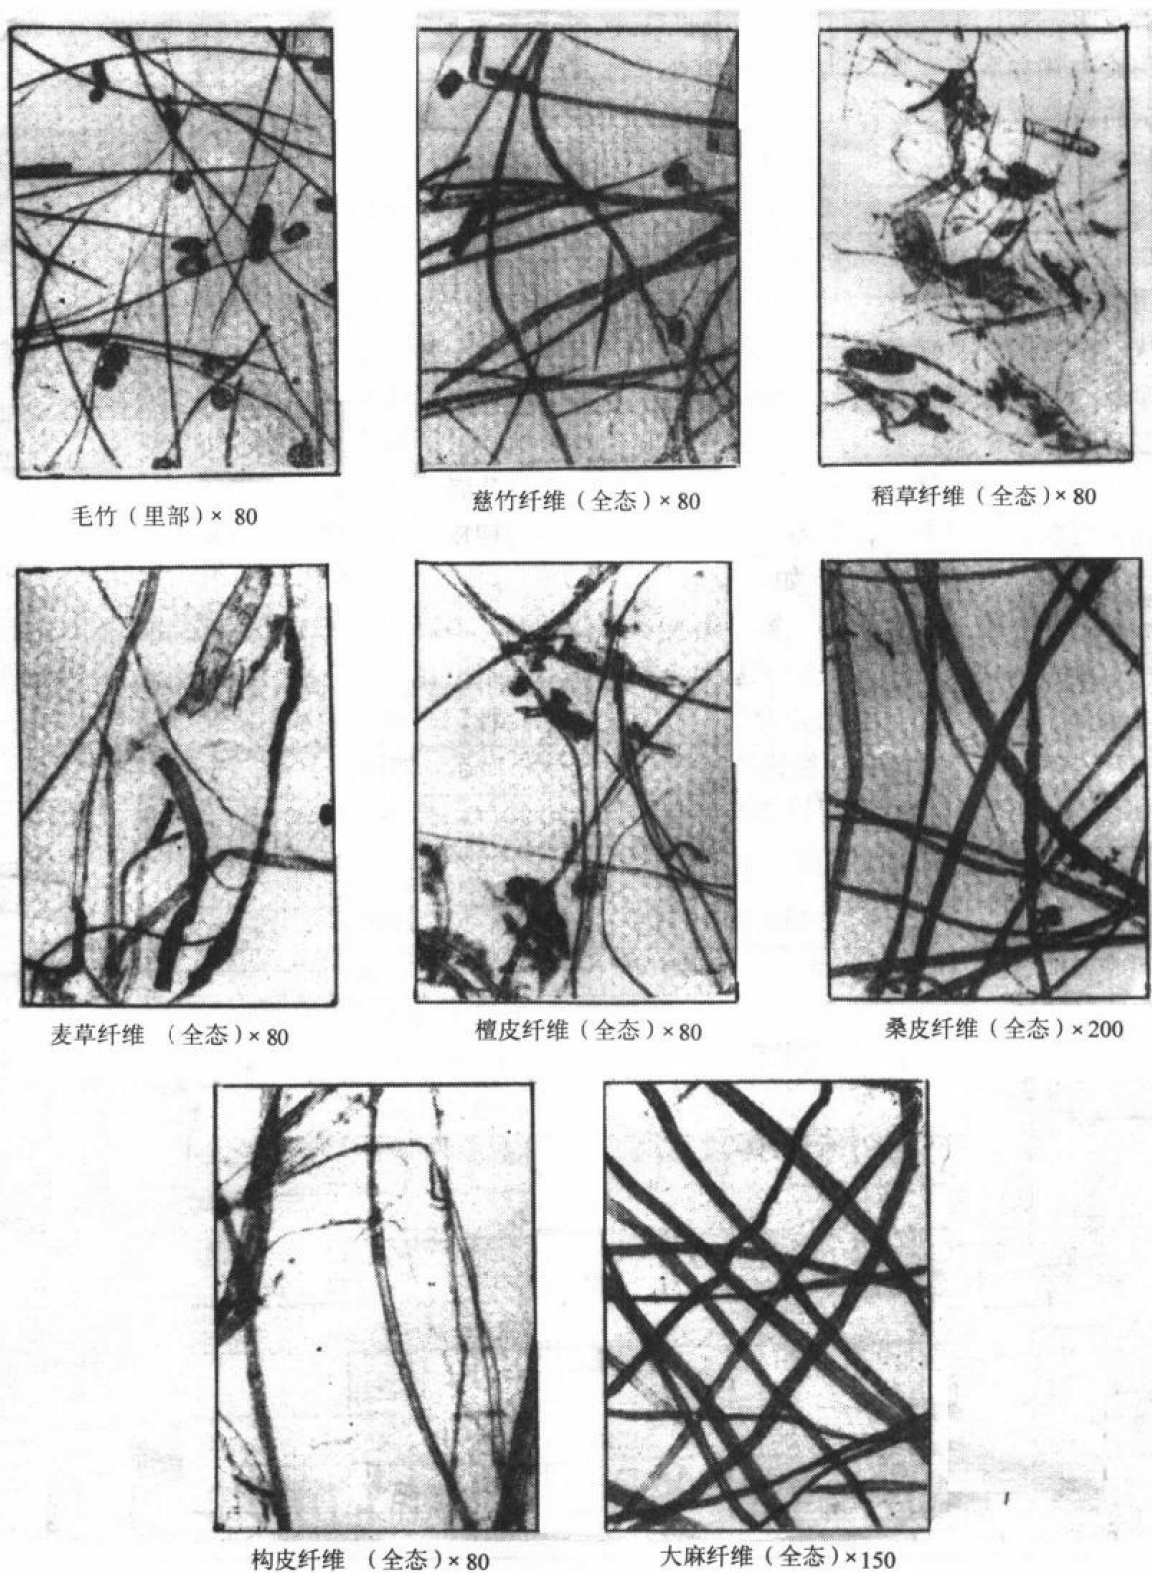 毛竹（里部）× 80
慈竹纤维（全态）× 80
稻草纤维（全态）× 80
麦草纤维 （全态）× 80
檀皮纤维（全态）× 80
桑皮纤维（全态）× 200
构皮纤维 （全态）× 80
大麻纤维（全态）× 150